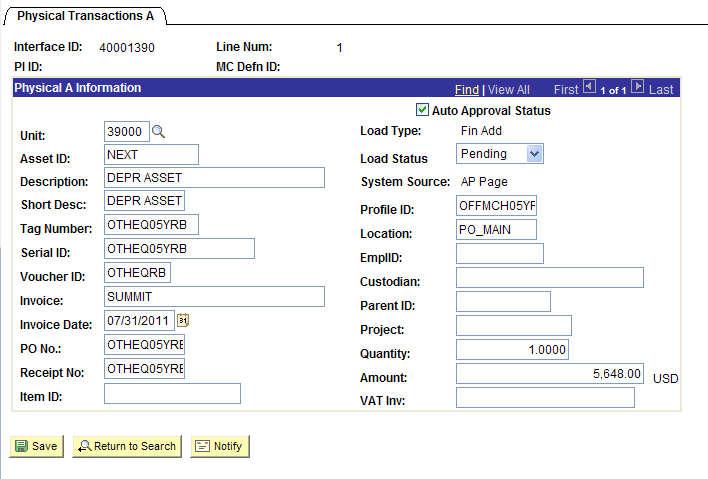 Physical Transactions A
Interface ID: 40001390 Line Num: 1
PI ID: MC Defn ID:
Physical A Information Find | View All First 1 of 1 Last
Auto Approval Status
Unit: 39000 Load Type: Fin Add
Asset ID: NEXT Load Status Pending
Description: DEPR ASSET System Source: AP Page
Short Desc: DEPR ASSET Profile ID: OFFMCH05YF
Tag Number: OTHEQ05YRB Location: PO_MAIN
Serial ID: OTHEQ05YRB EmplID:
Voucher ID: OTHEQRB Custodian:
Invoice: SUMMIT Parent ID:
Invoice Date: 07/31/2011 31 Project:
PO No.: OTHEQ05YRE Quantity: 1.0000
Receipt No: OTHEQ05YRE Amount: 5,648.00 USD
Item ID: VAT Inv:
Save Return to Search Notify